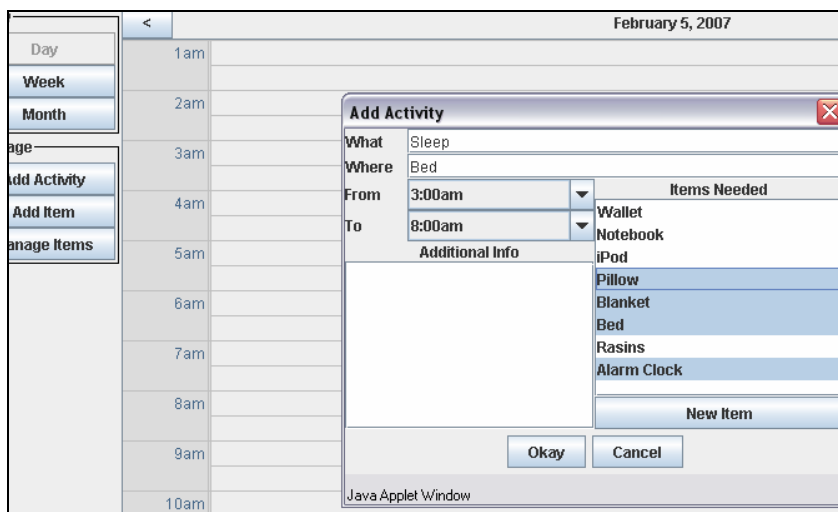 <
February 5, 2007
Day
Week
Month
age
Add Activity
Add Item
anage Items
1am
2am
3am
4am
5am
6am
7am
8am
9am
10am
Add Activity
What Sleep
Where Bed
From 3:00am
To 8:00am
Additional Info
Items Needed
Wallet
Notebook
iPod
Pillow
Blanket
Bed
Rasins
Alarm Clock
New Item
Okay Cancel
Java Applet Window